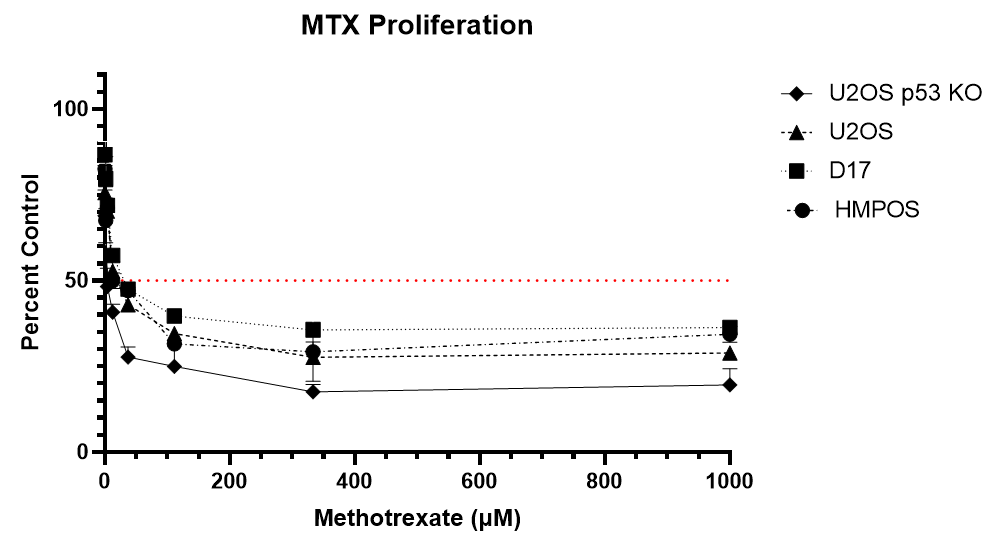 MTX Proliferation
100
50
0
Percent Control
0 200 400 600 800 1000
Methotrexate (µM)
U2OS p53 KO
U2OS
D17
HMPOS